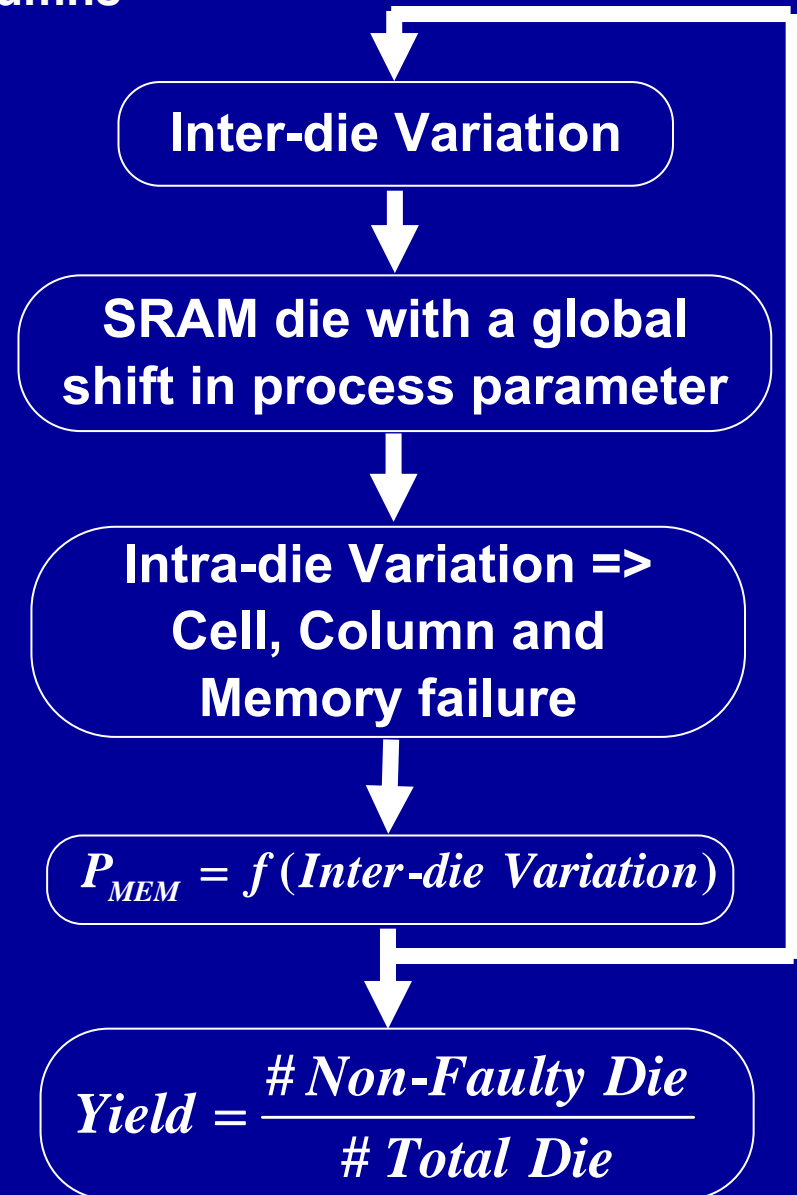 Inter-die Variation
SRAM die with a global
shift in process parameter
Intra-die Variation =>
Cell, Column and
Memory failure
P_MEM = f (Inter-die Variation)
Yield = # Non-Faulty Die / # Total Die